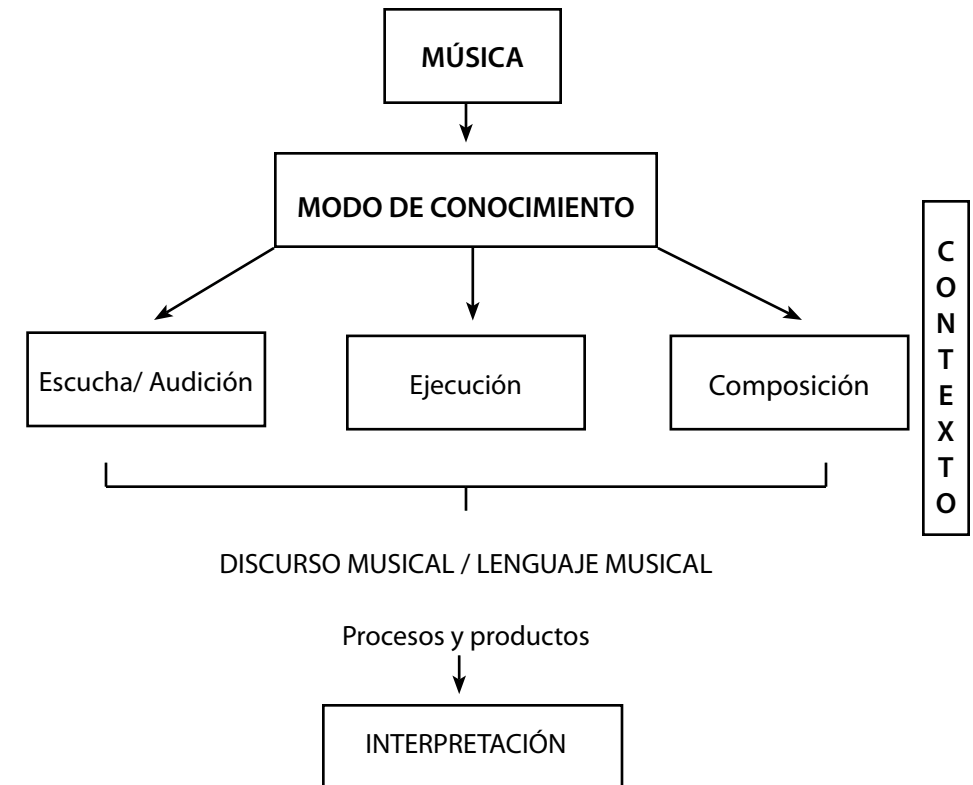 MÚSICA
MODO DE CONOCIMIENTO
Escucha/ Audición
Ejecución
Composición
C
O
N
T
E
X
T
O
DISCURSO MUSICAL / LENGUAJE MUSICAL
Procesos y productos
INTERPRETACIÓN